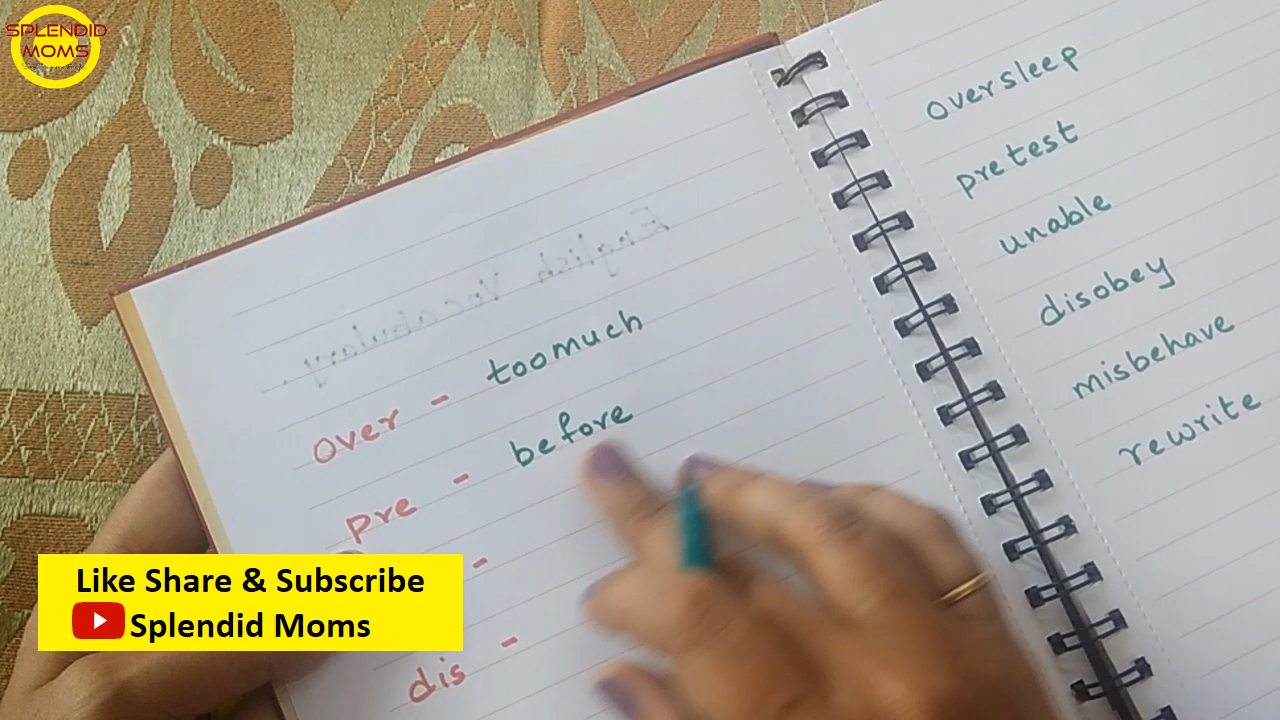 SPLENDID
MOMS
English Vocabulary.
over - toomuch
pre - before
-
dis -
oversleep
pretest
unable
disobey
misbehave
rewrite
Like Share & Subscribe
Splendid Moms